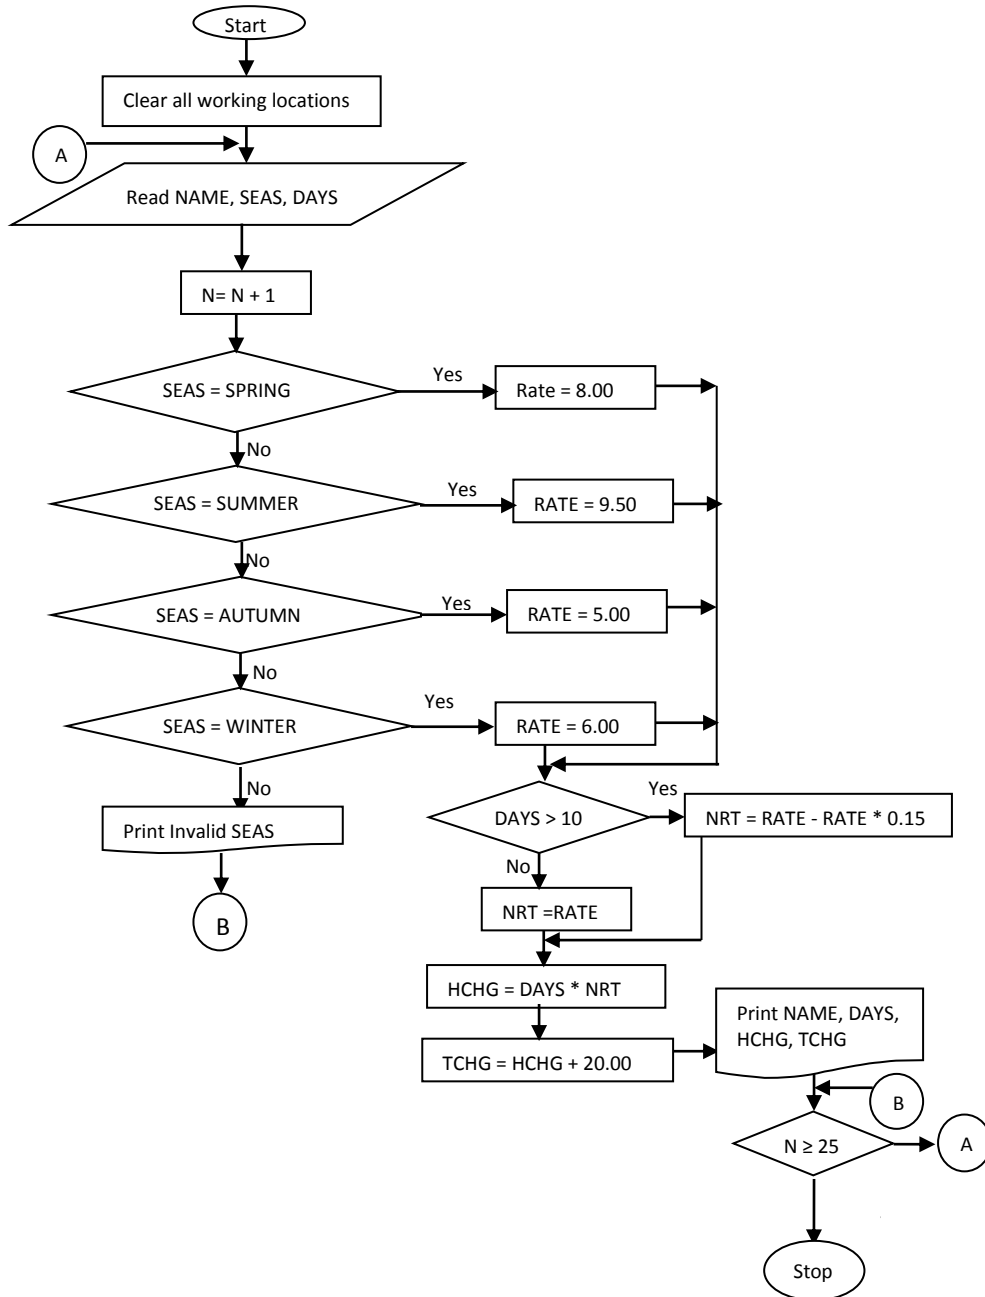 Start
Clear all working locations
A
Read NAME, SEAS, DAYS
N= N + 1
SEAS = SPRING
Yes
Rate = 8.00
No
SEAS = SUMMER
Yes
RATE = 9.50
No
SEAS = AUTUMN
Yes
RATE = 5.00
No
SEAS = WINTER
Yes
RATE = 6.00
No
Print Invalid SEAS
B
DAYS > 10
Yes
NRT = RATE - RATE * 0.15
No
NRT =RATE
HCHG = DAYS * NRT
TCHG = HCHG + 20.00
Print NAME, DAYS,
HCHG, TCHG
B
N ≥ 25
A
Stop